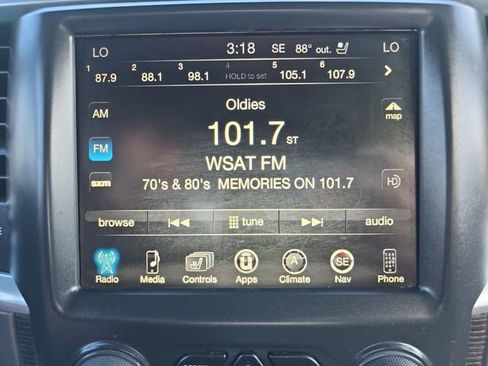 LO 3:18 SE 88° out. LO
1 87.9 2 88.1 3 98.1 4 HOLD to set 5 105.1 6 107.9
AM
Oldies
map
FM
101.7 ST
WSAT FM
sxm
70's & 80's MEMORIES ON 101.7
HD
browse tune audio
Radio Media Controls Apps A Climate SE Nav Phone